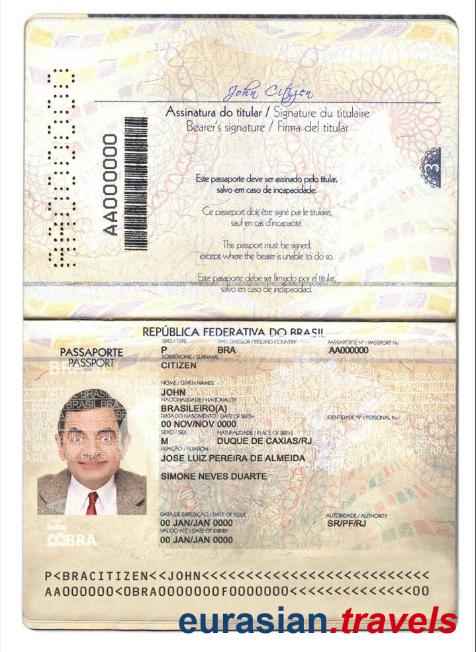 AA000000
John Citizen
Assinatura do titular / Signature du titulaire
Bearer's signature / Firma del titular
AA000000
Este passaporte deve ser assinado pelo titular,
salvo em caso de incapacidade.
Ce passeport doit être signé par le titulaire,
sauf en cas d'incapacité.
This passport must be signed,
except where the bearer is unable to do so.
Este pasaporte debe ser firmado por el titular,
salvo en caso de incapacidad.
REPÚBLICA FEDERATIVA DO BRASIL
PASSAPORTE
PASSPORT
TIPO / TYPE PAÍS EMISSOR / ISSUING COUNTRY PASSAPORTE Nº / PASSPORT No.
P BRA AA000000
SOBRENOME / SURNAME
CITIZEN
NOME / GIVEN NAMES
JOHN
NACIONALIDADE / NATIONALITY
BRASILEIRO(A)
DATA DO NASCIMENTO / DATE OF BIRTH IDENTIDADE Nº / PERSONAL No.
00 NOV/NOV 0000
SEXO / SEX NATURALIDADE / PLACE OF BIRTH
M DUQUE DE CAXIAS/RJ
FILIAÇÃO / FILIATION
JOSE LUIZ PEREIRA DE ALMEIDA
SIMONE NEVES DUARTE
DATA DE EXPEDIÇÃO / DATE OF ISSUE AUTORIDADE / AUTHORITY
00 JAN/JAN 0000 SR/PF/RJ
VÁLIDO ATÉ / DATE OF EXPIRY
00 JAN/JAN 0000
BRA
P<BRACITIZEN<<JOHN<<<<<<<<<<<<<<<<<<<<<<<<<<
AA000000<0BRA0000000F0000000<<<<<<<<<<<<<<00
eurasian.travels